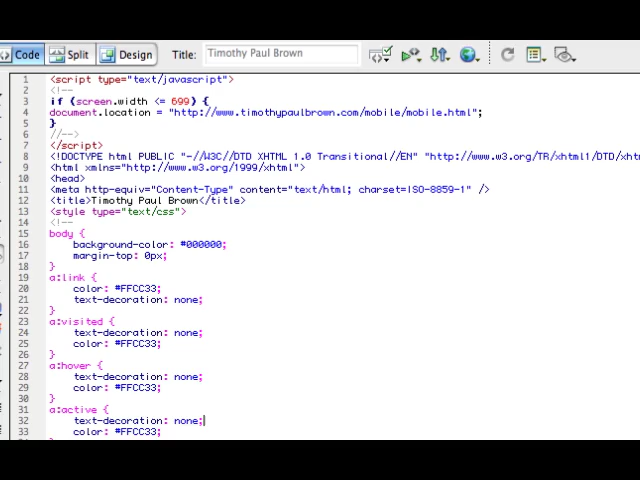 Code Split Design Title: Timothy Paul Brown
1 <script type="text/javascript">
2 <!--
3 if (screen.width <= 699) {
4 document.location = "http://www.timothypaulbrown.com/mobile/mobile.html";
5 }
6 //-->
7 </script>
8 <!DOCTYPE html PUBLIC "-//W3C//DTD XHTML 1.0 Transitional//EN" "http://www.w3.org/TR/xhtml1/DTD/xht
9 <html xmlns="http://www.w3.org/1999/xhtml">
10 <head>
11 <meta http-equiv="Content-Type" content="text/html; charset=ISO-8859-1" />
12 <title>Timothy Paul Brown</title>
13 <style type="text/css">
14 <!--
15 body {
16 background-color: #000000;
17 margin-top: 0px;
18 }
19 a:link {
20 color: #FFCC33;
21 text-decoration: none;
22 }
23 a:visited {
24 text-decoration: none;
25 color: #FFCC33;
26 }
27 a:hover {
28 text-decoration: none;
29 color: #FFCC33;
30 }
31 a:active {
32 text-decoration: none;
33 color: #FFCC33;